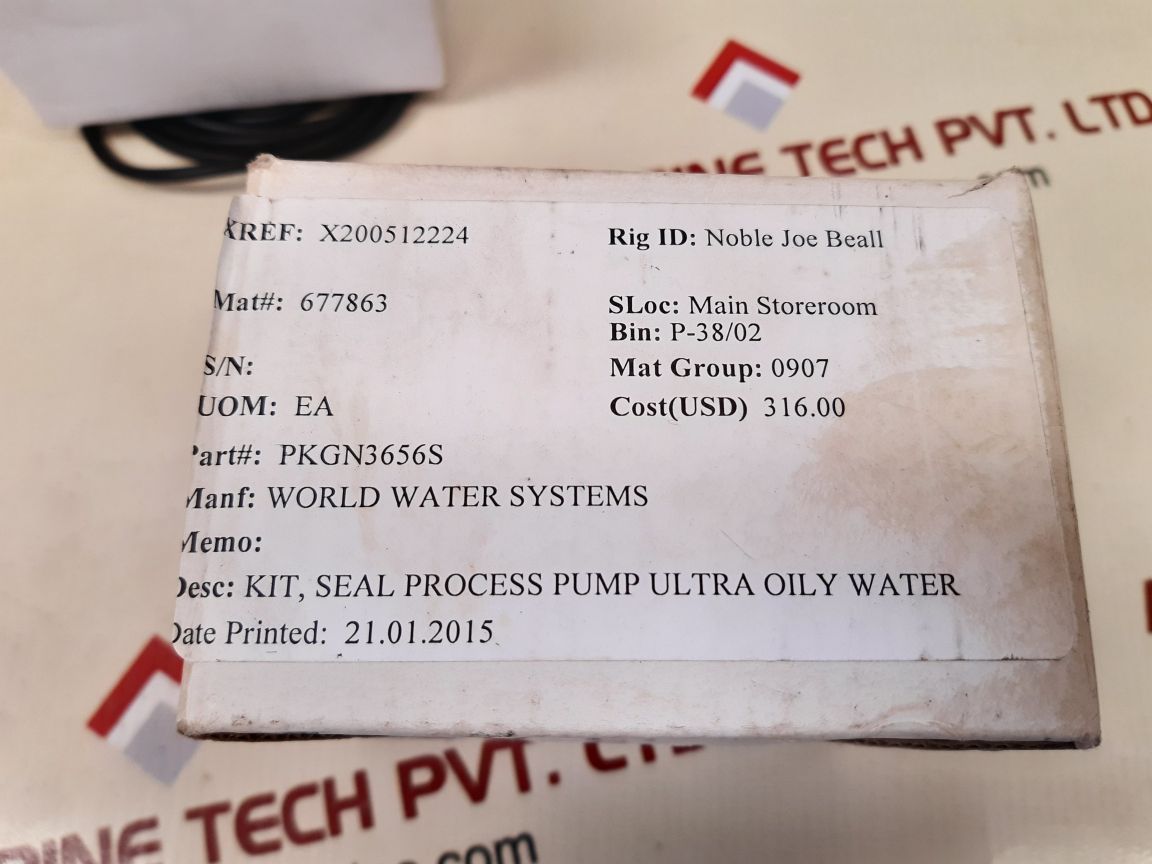 TECH PVT. LTD
XREF: X200512224
Rig ID: Noble Joe Beall
Mat#: 677863
SLoc: Main Storeroom
Bin: P-38/02
S/N:
Mat Group: 0907
UOM: EA
Cost(USD) 316.00
Part#: PKGN3656S
Manf: WORLD WATER SYSTEMS
Memo:
Desc: KIT, SEAL PROCESS PUMP ULTRA OILY WATER
Date Printed: 21.01.2015
TECH PVT.
.com